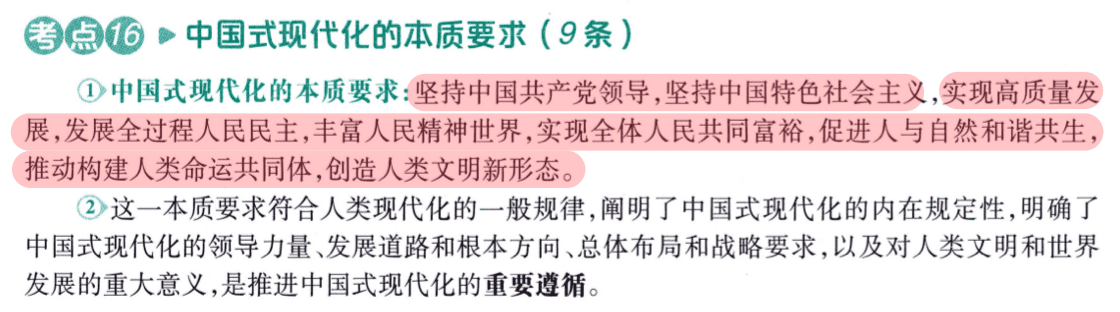 考点16 ▶ 中国式现代化的本质要求（9条）
①中国式现代化的本质要求:坚持中国共产党领导,坚持中国特色社会主义,实现高质量发
展,发展全过程人民民主,丰富人民精神世界,实现全体人民共同富裕,促进人与自然和谐共生,
推动构建人类命运共同体,创造人类文明新形态。
②这一本质要求符合人类现代化的一般规律,阐明了中国式现代化的内在规定性,明确了
中国式现代化的领导力量、发展道路和根本方向、总体布局和战略要求,以及对人类文明和世界
发展的重大意义,是推进中国式现代化的重要遵循。